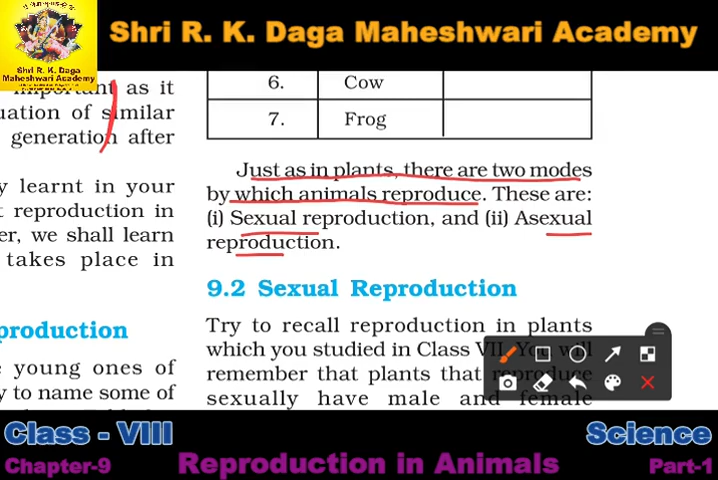 Shri R. K. Daga Maheshwari Academy
Shri R. K. Daga
Maheshwari Academy
important as it
uation of similar
generation after
y learnt in your
t reproduction in
er, we shall learn
takes place in
production
e young ones of
y to name some of
6. Cow
7. Frog
Just as in plants, there are two modes
by which animals reproduce. These are:
(i) Sexual reproduction, and (ii) Asexual
reproduction.
9.2 Sexual Reproduction
Try to recall reproduction in plants
which you studied in Class VII. You will
remember that plants that reproduce
sexually have male and female
Class - VIII
Science
Chapter-9
Reproduction in Animals
Part-1